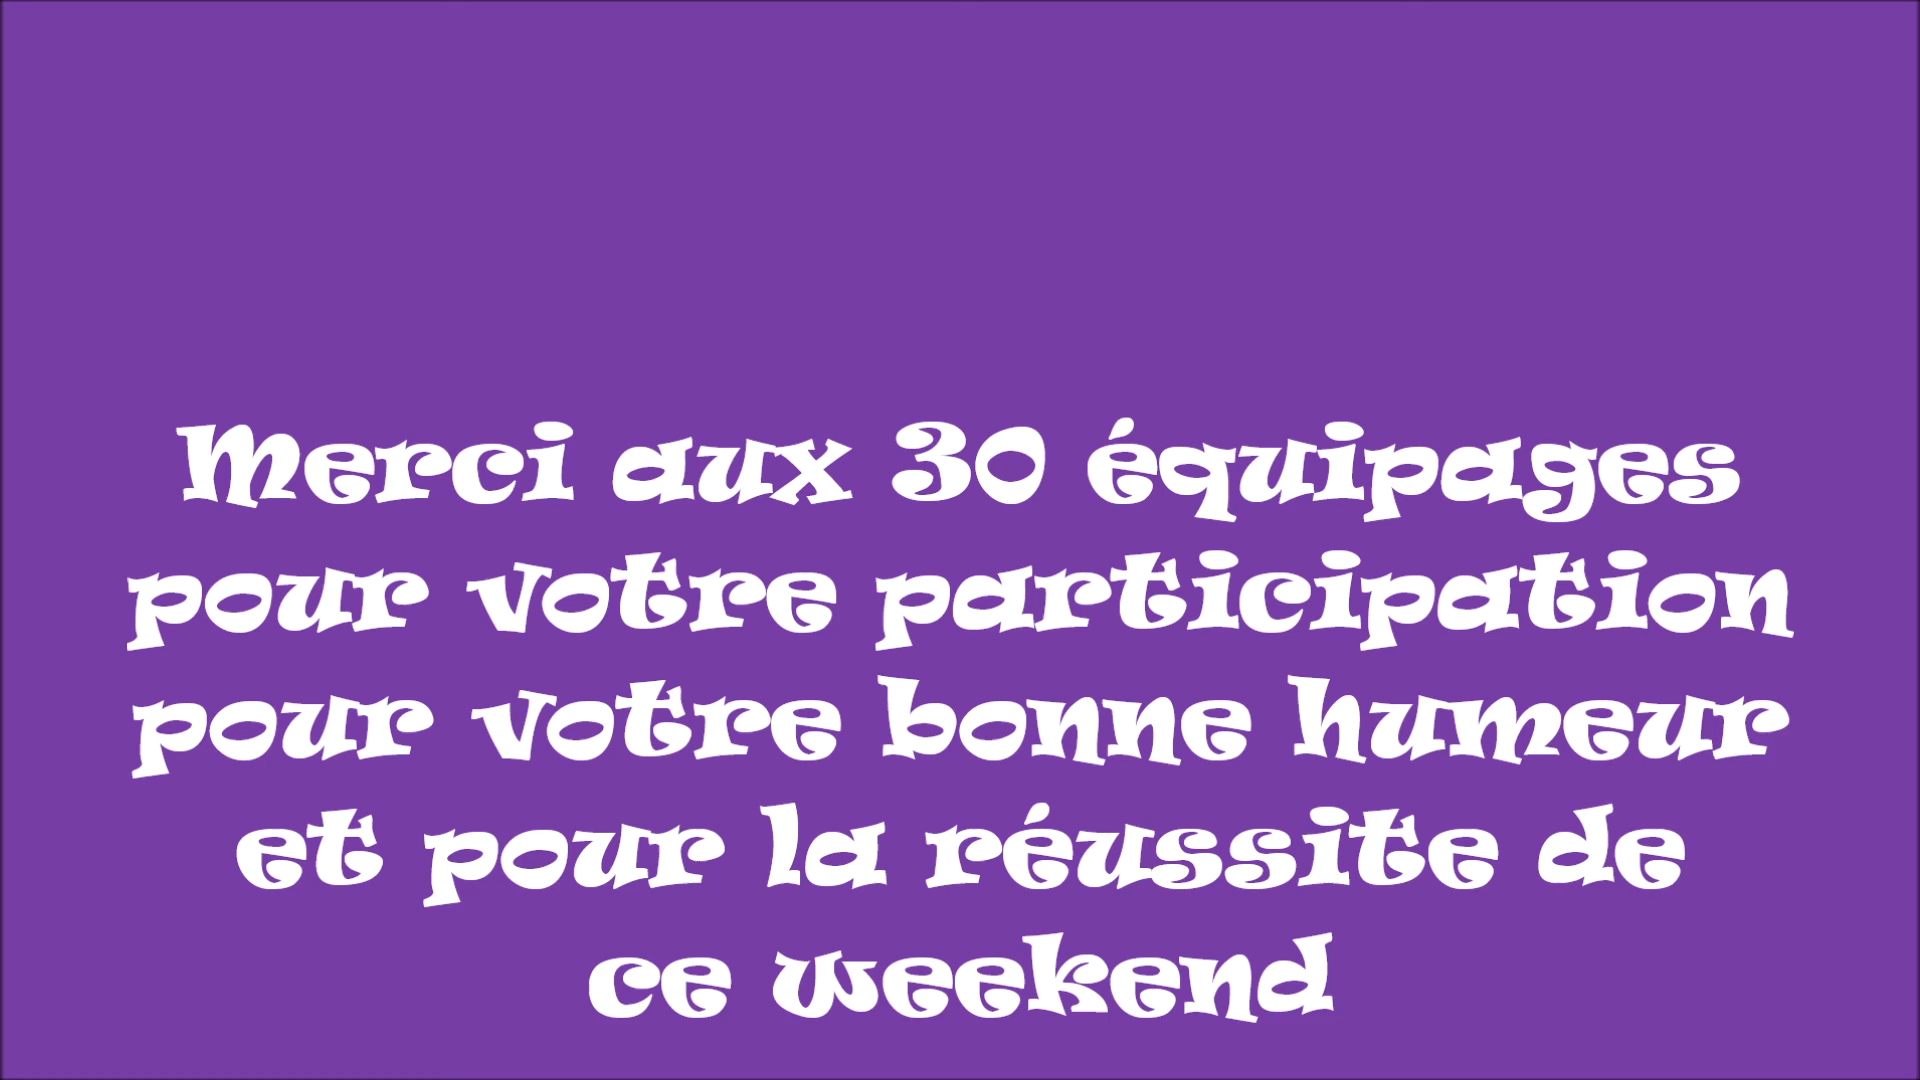 Merci aux 30 équipages
pour votre participation
pour votre bonne humeur
et pour la réussite de
ce weekend